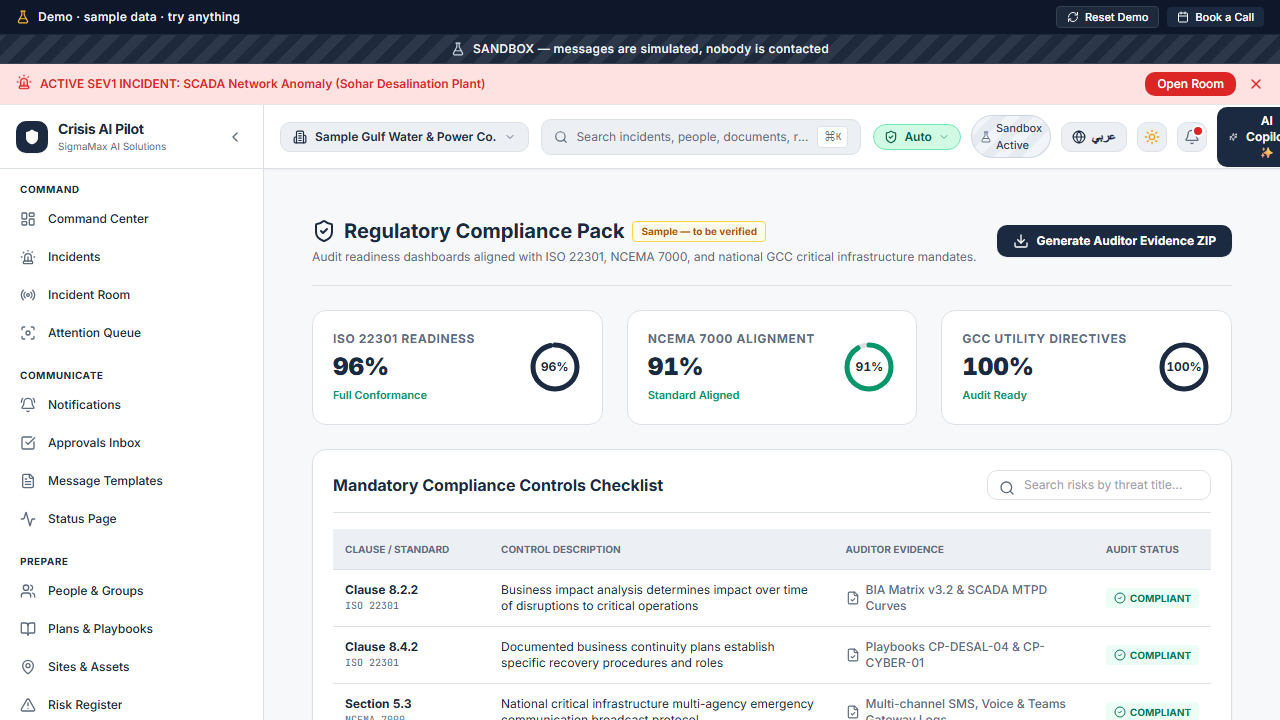 Demo · sample data · try anything
Reset Demo
Book a Call
SANDBOX — messages are simulated, nobody is contacted
ACTIVE SEV1 INCIDENT: SCADA Network Anomaly (Sohar Desalination Plant)
Open Room
Crisis AI Pilot
SigmaMax AI Solutions
Sample Gulf Water & Power Co.
Search incidents, people, documents, r...
⌘K
Auto
Sandbox
Active
عربي
AI
Copilo
COMMAND
Command Center
Incidents
Incident Room
Attention Queue
COMMUNICATE
Notifications
Approvals Inbox
Message Templates
Status Page
PREPARE
People & Groups
Plans & Playbooks
Sites & Assets
Risk Register
Regulatory Compliance Pack
Sample — to be verified
Audit readiness dashboards aligned with ISO 22301, NCEMA 7000, and national GCC critical infrastructure mandates.
Generate Auditor Evidence ZIP
ISO 22301 READINESS
96%
Full Conformance
96%
NCEMA 7000 ALIGNMENT
91%
Standard Aligned
91%
GCC UTILITY DIRECTIVES
100%
Audit Ready
100%
Mandatory Compliance Controls Checklist
Search risks by threat title...
CLAUSE / STANDARD CONTROL DESCRIPTION AUDITOR EVIDENCE AUDIT STATUS
Clause 8.2.2
ISO 22301
Business impact analysis determines impact over time
of disruptions to critical operations
BIA Matrix v3.2 & SCADA MTPD
Curves
COMPLIANT
Clause 8.4.2
ISO 22301
Documented business continuity plans establish
specific recovery procedures and roles
Playbooks CP-DESAL-04 & CP-
CYBER-01
COMPLIANT
Section 5.3
NCEMA 7000
National critical infrastructure multi-agency emergency
communication broadcast protocol
Multi-channel SMS, Voice & Teams
Gateway Logs
COMPLIANT